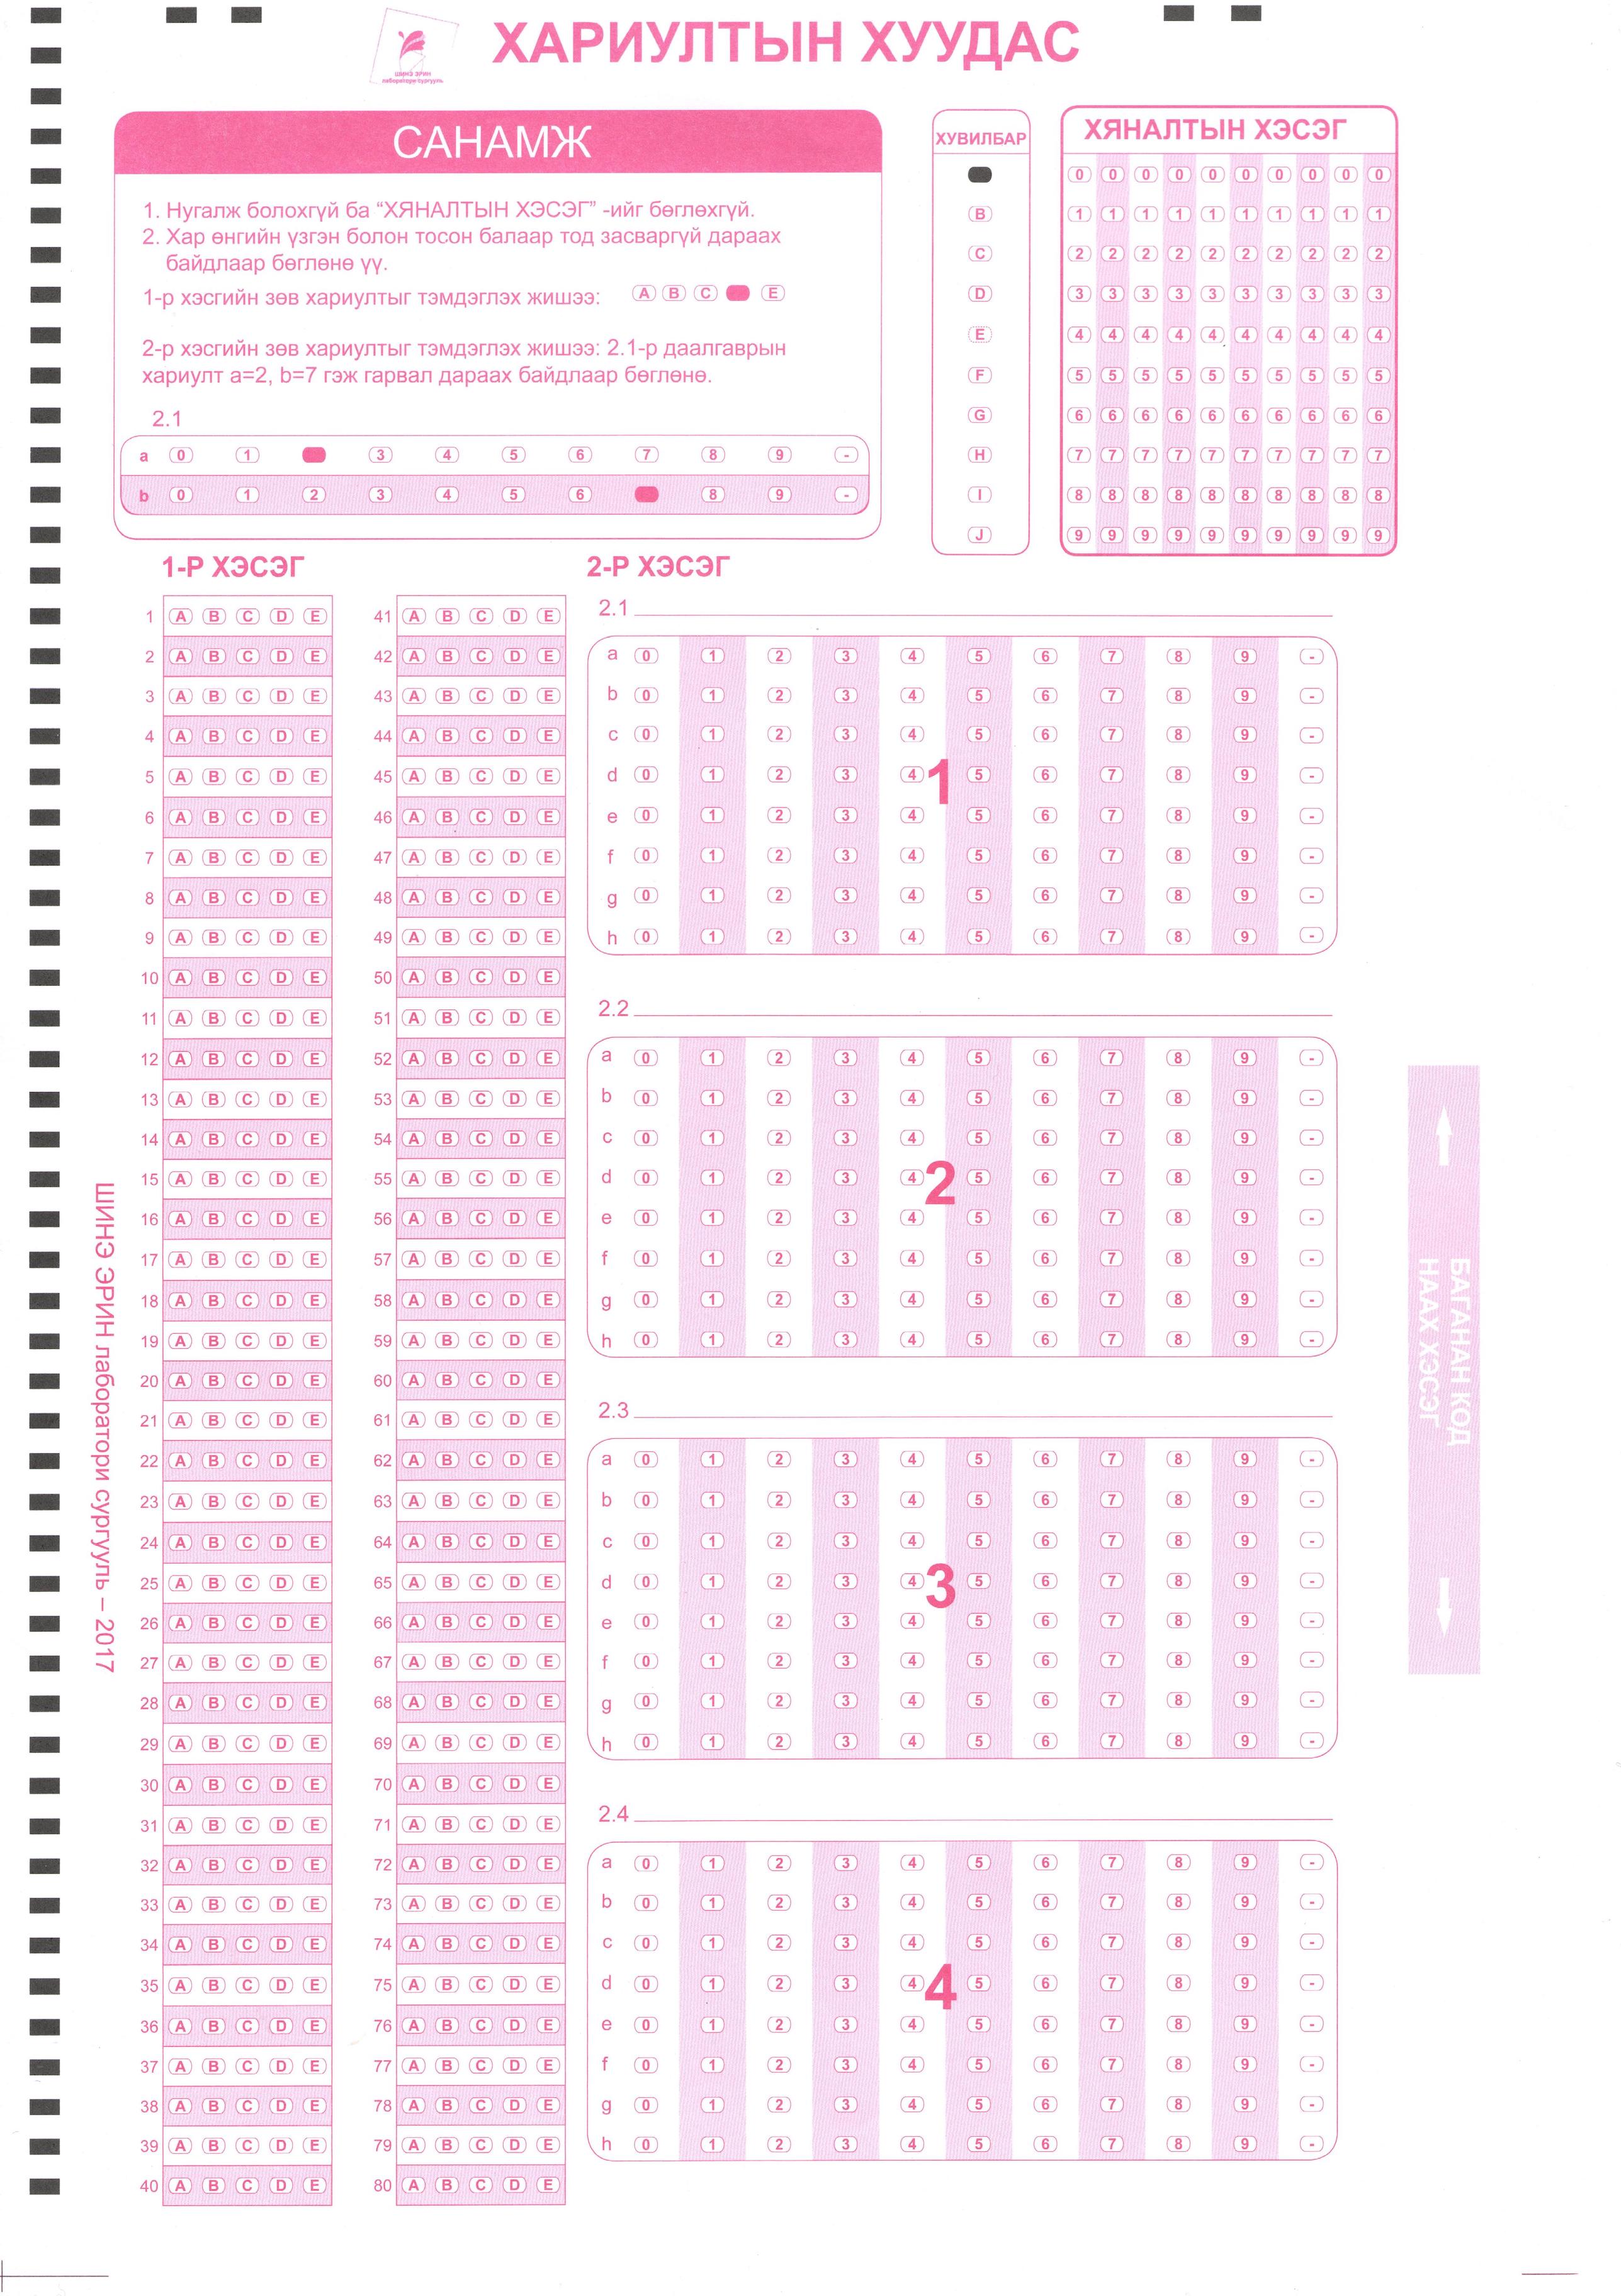 ШИНЭ ЭРИН
лаборатори сургууль
ХАРИУЛТЫН ХУУДАС
САНАМЖ
1. Нугалж болохгүй ба “ХЯНАЛТЫН ХЭСЭГ” -ийг бөглөхгүй.
2. Хар өнгийн үзгэн болон тосон балаар тод засваргүй дараах
байдлаар бөглөнө үү.
1-р хэсгийн зөв хариултыг тэмдэглэх жишээ: A B C E
2-р хэсгийн зөв хариултыг тэмдэглэх жишээ: 2.1-р даалгаврын
хариулт a=2, b=7 гэж гарвал дараах байдлаар бөглөнө.
2.1
a 0 1 3 4 5 6 7 8 9 -
b 0 1 2 3 4 5 6 8 9 -
ХУВИЛБАР
B
C
D
E
F
G
H
I
J
ХЯНАЛТЫН ХЭСЭГ
0 0 0 0 0 0 0 0 0 0
1 1 1 1 1 1 1 1 1 1
2 2 2 2 2 2 2 2 2 2
3 3 3 3 3 3 3 3 3 3
4 4 4 4 4 4 4 4 4 4
5 5 5 5 5 5 5 5 5 5
6 6 6 6 6 6 6 6 6 6
7 7 7 7 7 7 7 7 7 7
8 8 8 8 8 8 8 8 8 8
9 9 9 9 9 9 9 9 9 9
1-Р ХЭСЭГ
1 A B C D E
2 A B C D E
3 A B C D E
4 A B C D E
5 A B C D E
6 A B C D E
7 A B C D E
8 A B C D E
9 A B C D E
10 A B C D E
11 A B C D E
12 A B C D E
13 A B C D E
14 A B C D E
15 A B C D E
16 A B C D E
17 A B C D E
18 A B C D E
19 A B C D E
20 A B C D E
21 A B C D E
22 A B C D E
23 A B C D E
24 A B C D E
25 A B C D E
26 A B C D E
27 A B C D E
28 A B C D E
29 A B C D E
30 A B C D E
31 A B C D E
32 A B C D E
33 A B C D E
34 A B C D E
35 A B C D E
36 A B C D E
37 A B C D E
38 A B C D E
39 A B C D E
40 A B C D E
41 A B C D E
42 A B C D E
43 A B C D E
44 A B C D E
45 A B C D E
46 A B C D E
47 A B C D E
48 A B C D E
49 A B C D E
50 A B C D E
51 A B C D E
52 A B C D E
53 A B C D E
54 A B C D E
55 A B C D E
56 A B C D E
57 A B C D E
58 A B C D E
59 A B C D E
60 A B C D E
61 A B C D E
62 A B C D E
63 A B C D E
64 A B C D E
65 A B C D E
66 A B C D E
67 A B C D E
68 A B C D E
69 A B C D E
70 A B C D E
71 A B C D E
72 A B C D E
73 A B C D E
74 A B C D E
75 A B C D E
76 A B C D E
77 A B C D E
78 A B C D E
79 A B C D E
80 A B C D E
2-Р ХЭСЭГ
2.1
a 0 1 2 3 4 5 6 7 8 9 -
b 0 1 2 3 4 5 6 7 8 9 -
c 0 1 2 3 4 5 6 7 8 9 -
d 0 1 2 3 4 5 6 7 8 9 -
1
e 0 1 2 3 4 5 6 7 8 9 -
f 0 1 2 3 4 5 6 7 8 9 -
g 0 1 2 3 4 5 6 7 8 9 -
h 0 1 2 3 4 5 6 7 8 9 -
2.2
a 0 1 2 3 4 5 6 7 8 9 -
b 0 1 2 3 4 5 6 7 8 9 -
c 0 1 2 3 4 5 6 7 8 9 -
d 0 1 2 3 4 5 6 7 8 9 -
2
e 0 1 2 3 4 5 6 7 8 9 -
f 0 1 2 3 4 5 6 7 8 9 -
g 0 1 2 3 4 5 6 7 8 9 -
h 0 1 2 3 4 5 6 7 8 9 -
2.3
a 0 1 2 3 4 5 6 7 8 9 -
b 0 1 2 3 4 5 6 7 8 9 -
c 0 1 2 3 4 5 6 7 8 9 -
d 0 1 2 3 4 5 6 7 8 9 -
3
e 0 1 2 3 4 5 6 7 8 9 -
f 0 1 2 3 4 5 6 7 8 9 -
g 0 1 2 3 4 5 6 7 8 9 -
h 0 1 2 3 4 5 6 7 8 9 -
2.4
a 0 1 2 3 4 5 6 7 8 9 -
b 0 1 2 3 4 5 6 7 8 9 -
c 0 1 2 3 4 5 6 7 8 9 -
d 0 1 2 3 4 5 6 7 8 9 -
4
e 0 1 2 3 4 5 6 7 8 9 -
f 0 1 2 3 4 5 6 7 8 9 -
g 0 1 2 3 4 5 6 7 8 9 -
h 0 1 2 3 4 5 6 7 8 9 -
БАГАНАН КОД
НААХ ХЭСЭГ
ШИНЭ ЭРИН лаборатори сургууль – 2017